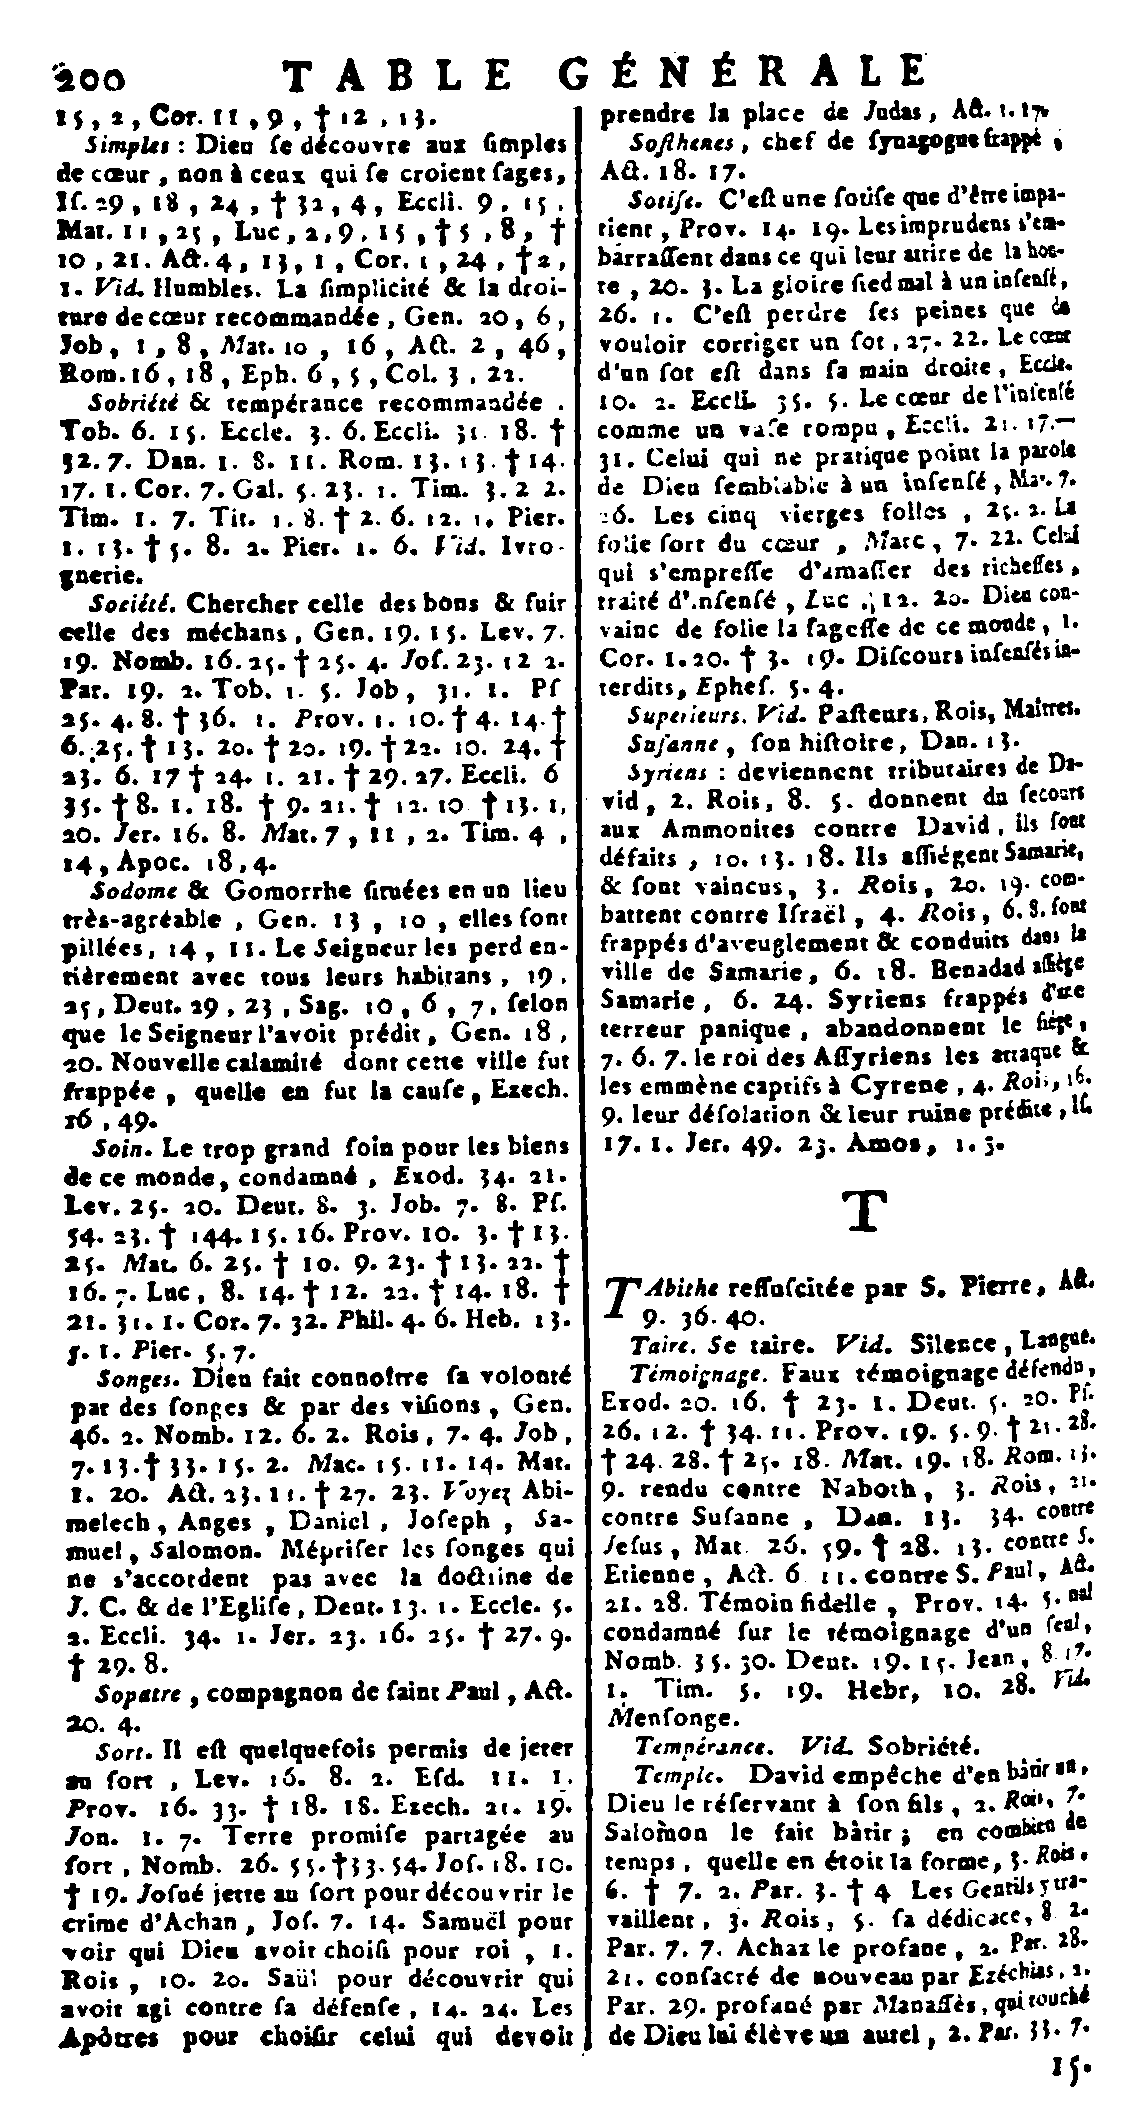 200 TABLE GÉNÉRALE
15, 2, Cor. 11, 9, † 12, 13.
Simples : Dieu ſe découvre aux ſimples
de cœur, non à ceux qui ſe croient ſages,
Iſ. 29, 18, 24, † 32, 4, Eccli. 9, 15,
Mat. 11, 25, Luc, 2, 9, 15, † 5, 8, †
10, 21. Act. 4, 13, 1, Cor. 1, 24, † 2,
1. Vid. Humbles. La ſimplicité & la droi-
ture de cœur recommandée, Gen. 20, 6,
Job, 1, 8, Mat. 10, 16, Act. 2, 46,
Rom. 16, 18, Eph. 6, 5, Col. 3, 22.
Sobriété & tempérance recommandée.
Tob. 6. 15. Eccle. 3. 6. Eccli. 31. 18. †
32. 7. Dan. 1. 8. 11. Rom. 13. 13. † 14.
17. 1. Cor. 7. Gal. 5. 23. 1. Tim. 3. 2 2.
Tim. 1. 7. Tit. 1. 8. † 2. 6. 12. 1. Pier.
1. 13. † 5. 8. 2. Pier. 1. 6. Vid. Ivro-
gnerie.
Société. Chercher celle des bons & fuir
celle des méchans, Gen. 19. 15. Lev. 7.
19. Nomb. 16. 25. † 25. 4. Joſ. 23. 12 2.
Par. 19. 2. Tob. 1. 5. Job, 31. 1. Pſ
25. 4. 8. † 36. 1. Prov. 1. 10. † 4. 14. †
6. 25. † 13. 20. † 20. 19. † 22. 10. 24. †
23. 6. 17 † 24. 1. 21. † 29. 27. Eccli. 6
35. † 8. 1. 18. † 9. 21. † 12. 10 † 13. 1,
20. Jer. 16. 8. Mat. 7, 11, 2. Tim. 4,
14, Apoc. 18, 4.
Sodome & Gomorrhe ſituées en un lieu
très-agréable, Gen. 13, 10, elles ſont
pillées, 14, 11. Le Seigneur les perd en-
tièrement avec tous leurs habitans, 19,
25, Deut. 29, 23, Sag. 10, 6, 7, ſelon
que le Seigneur l'avoit prédit, Gen. 18,
20. Nouvelle calamité dont cette ville fut
frappée, quelle en fut la cauſe, Ezech.
16, 49.
Soin. Le trop grand ſoin pour les biens
de ce monde, condamné, Exod. 34. 21.
Lev. 25. 20. Deut. 8. 3. Job. 7. 8. Pſ.
54. 23. † 144. 15. 16. Prov. 10. 3. † 13.
25. Mat. 6. 25. † 10. 9. 23. † 13. 22. †
16. 7. Luc, 8. 14. † 12. 22. † 14. 18. †
21. 31. 1. Cor. 7. 32. Phil. 4. 6. Heb. 13.
5. 1. Pier. 5. 7.
Songes. Dieu fait connoître ſa volonté
par des ſonges & par des viſions, Gen.
46. 2. Nomb. 12. 6. 2. Rois, 7. 4. Job,
7. 13. † 33. 15. 2. Mac. 15. 11. 14. Mat.
1. 20. Act. 23. 11. † 27. 23. Voyez Abi-
melech, Anges, Daniel, Joſeph, Sa-
muel, Salomon. Mépriſer les ſonges qui
ne s'accordent pas avec la doctrine de
J. C. & de l'Egliſe, Deut. 13. 1. Eccle. 5.
2. Eccli. 34. 1. Jer. 23. 16. 25. † 27. 9.
† 29. 8.
Sopatre, compagnon de ſaint Paul, Act.
20. 4.
Sort. Il eſt quelquefois permis de jeter
au ſort, Lev. 16. 8. 2. Eſd. 11. 1.
Prov. 16. 33. † 18. 18. Ezech. 21. 19.
Jon. 1. 7. Terre promiſe partagée au
ſort, Nomb. 26. 55. † 33. 54. Joſ. 18. 10.
† 19. Joſué jette au ſort pour découvrir le
crime d'Achan, Joſ. 7. 14. Samuël pour
voir qui Dieu avoit choiſi pour roi, 1.
Rois, 10. 20. Saül pour découvrir qui
avoit agi contre ſa défenſe, 14. 24. Les
Apôtres pour choiſir celui qui devoit
prendre la place de Judas, Act. 1. 17.
Soſthenes, chef de ſynagogue frappé,
Act. 18. 17.
Sotiſe. C'eſt une ſotiſe que d'être impa-
tient, Prov. 14. 19. Les imprudens s'em-
barraſſent dans ce qui leur attire de la hon-
te, 20. 3. La gloire ſied mal à un inſenſé,
26. 1. C'eſt perdre ſes peines que de
vouloir corriger un ſot, 27. 22. Le cœur
d'un ſot eſt dans ſa main droite, Eccle.
10. 2. Eccli. 35. 5. Le cœur de l'inſenſé
comme un vaſe rompu, Eccli. 21. 17.—
31. Celui qui ne pratique point la parole
de Dieu ſemblable à un inſenſé, Mat. 7.
26. Les cinq vierges folles, 25. 2. La
folie ſort du cœur, Marc, 7. 22. Celui
qui s'empreſſe d'amaſſer des richeſſes,
traité d'inſenſé, Luc, 12. 20. Dieu con-
vainc de folie la ſageſſe de ce monde, 1.
Cor. 1. 20. † 3. 19. Diſcours inſenſés in-
terdits, Epheſ. 5. 4.
Superieurs. Vid. Paſteurs, Rois, Maîtres.
Suſanne, ſon hiſtoire, Dan. 13.
Syriens : deviennent tributaires de Da-
vid, 2. Rois, 8. 5. donnent du ſecours
aux Ammonites contre David, ils ſont
défaits, 10. 13. 18. Ils aſſiégent Samarie,
& ſont vaincus, 3. Rois, 20. 19. com-
battent contre Iſraël, 4. Rois, 6. 8. ſont
frappés d'aveuglement & conduits dans la
ville de Samarie, 6. 18. Benadad aſſiége
Samarie, 6. 24. Syriens frappés d'une
terreur panique, abandonnent le ſiége,
7. 6. 7. le roi des Aſſyriens les attaque &
les emmène captifs à Cyrene, 4. Rois, 16.
9. leur déſolation & leur ruine prédite, Iſ.
17. 1. Jer. 49. 23. Amos, 1. 3.
T
TAbithe reſſuſcitée par S. Pierre, Act.
9. 36. 40.
Taire. Se taire. Vid. Silence, Langue.
Témoignage. Faux témoignage défendu,
Exod. 20. 16. † 23. 1. Deut. 5. 20. Pſ.
26. 12. † 34. 11. Prov. 19. 5. 9. † 21. 28.
† 24. 28. † 25. 18. Mat. 19. 18. Rom. 13.
9. rendu contre Naboth, 3. Rois, 21.
contre Suſanne, Dan. 13. 34. contre
Jeſus, Mat. 26. 59. † 28. 13. contre S.
Etienne, Act. 6 11. contre S. Paul, Act.
21. 28. Témoin fidelle, Prov. 14. 5. nul
condamné ſur le témoignage d'un ſeul,
Nomb. 35. 30. Deut. 19. 15. Jean, 8. 17.
1. Tim. 5. 19. Hebr, 10. 28. Vid.
Menſonge.
Tempérance. Vid. Sobriété.
Temple. David empêche d'en bâtir un,
Dieu le réſervant à ſon fils, 2. Rois, 7.
Salomon le fait bâtir; en combien de
temps, quelle en étoit la forme, 3. Rois.
6. † 7. 2. Par. 3. † 4 Les Gentils y tra-
vaillent, 3. Rois, 5. ſa dédicace, 8 2.
Par. 7. 7. Achaz le profane, 2. Par. 28.
21. conſacré de nouveau par Ezéchias, 2.
Par. 29. profané par Manaſſès, qui touché
de Dieu lui élève un autel, 2. Par. 33. 7.
15.